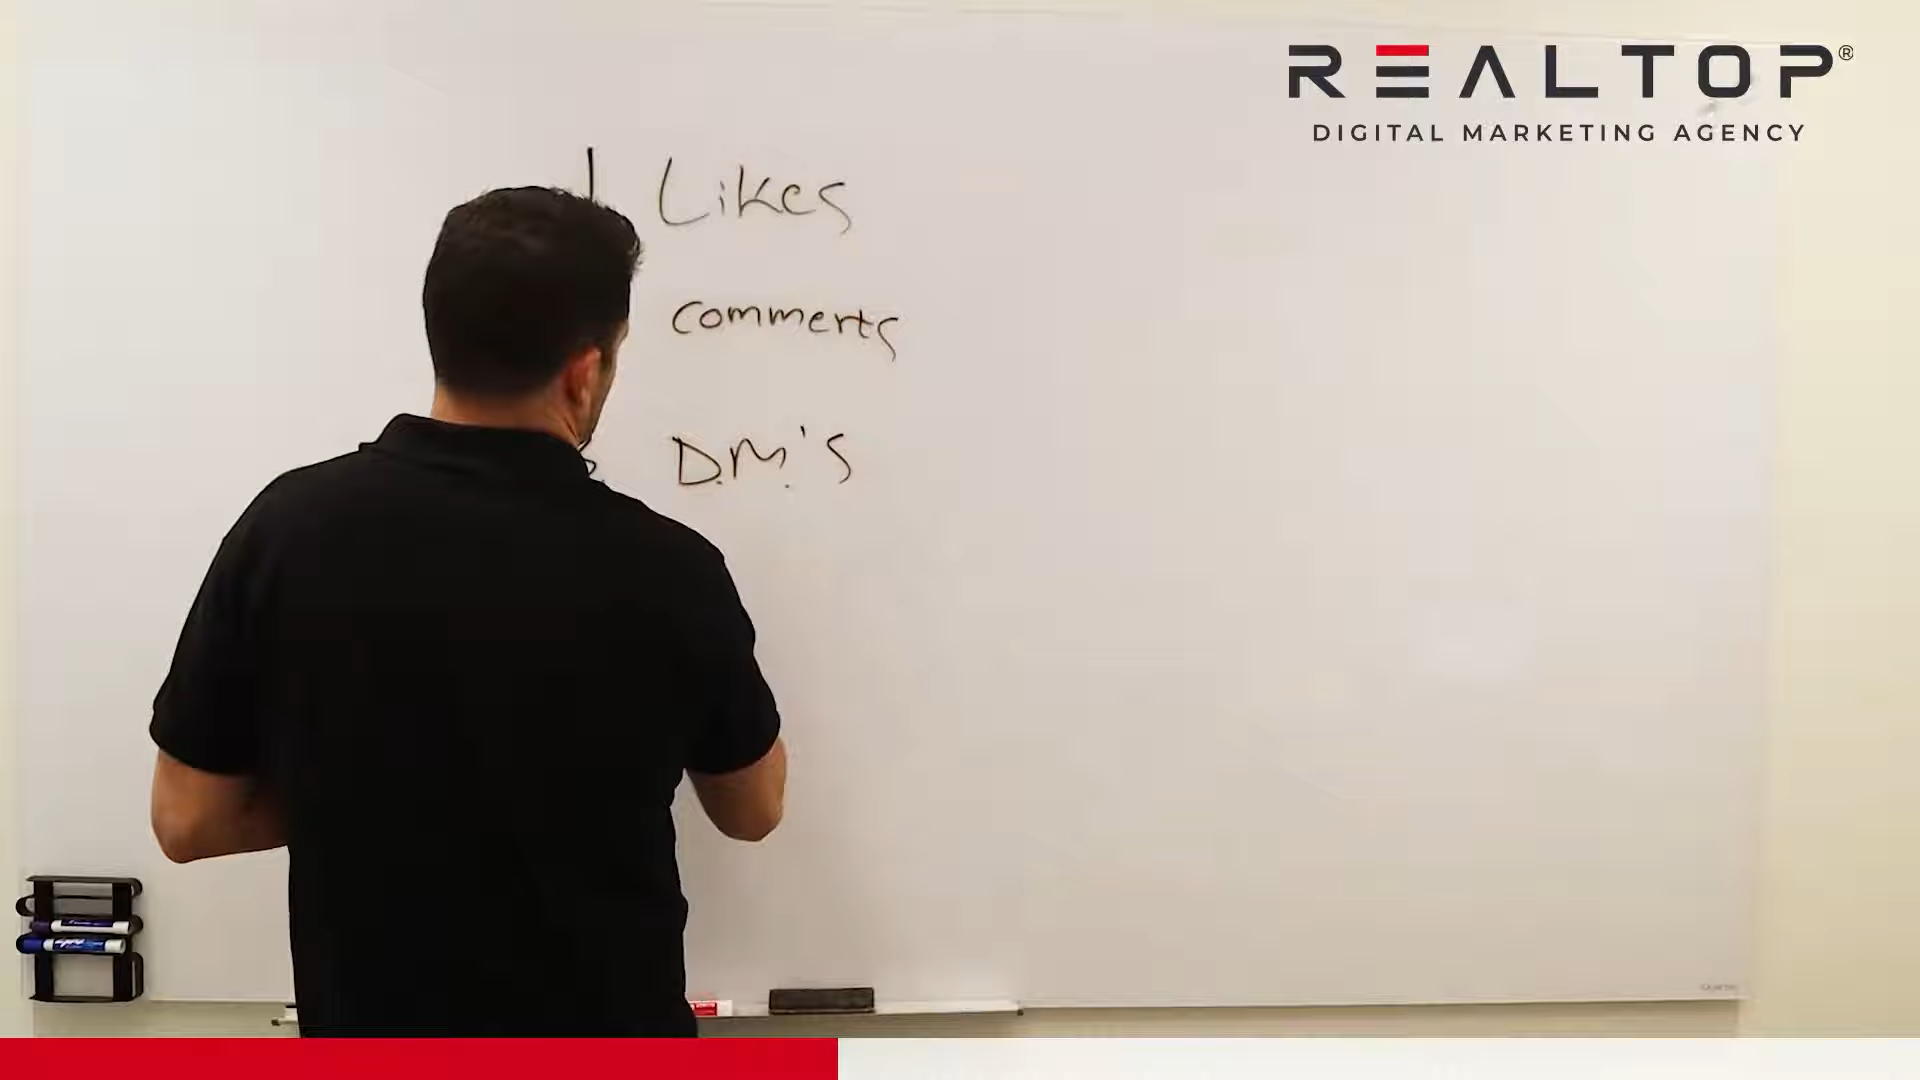 REALTOP®
DIGITAL MARKETING AGENCY
Likes
comments
D.M.'s